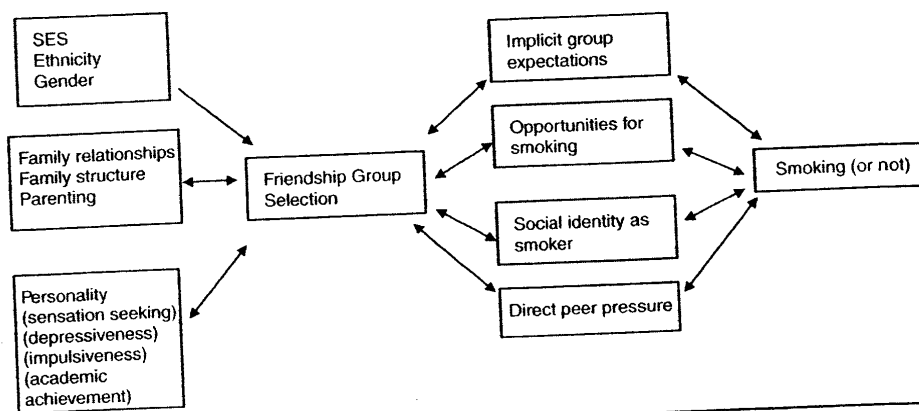 SES
Ethnicity
Gender
Family relationships
Family structure
Parenting
Personality
(sensation seeking)
(depressiveness)
(impulsiveness)
(academic
achievement)
Friendship Group
Selection
Implicit group
expectations
Opportunities for
smoking
Social identity as
smoker
Direct peer pressure
Smoking (or not)